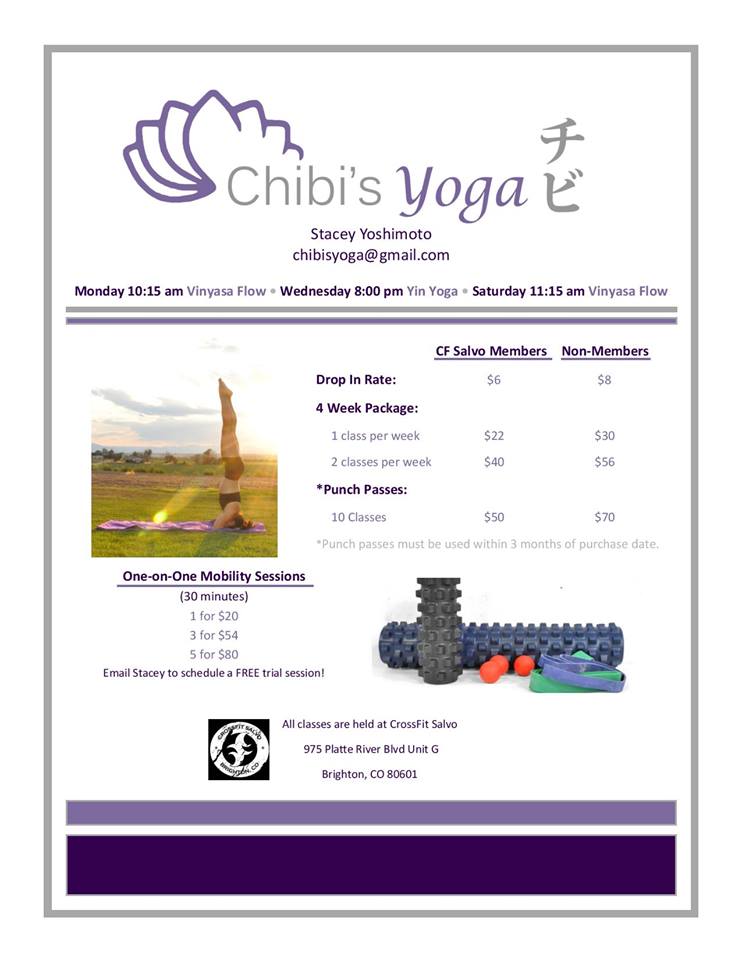 Chibi's Yoga チビ
Stacey Yoshimoto
chibisyoga@gmail.com
Monday 10:15 am Vinyasa Flow • Wednesday 8:00 pm Yin Yoga • Saturday 11:15 am Vinyasa Flow
CF Salvo Members Non-Members
Drop In Rate: $6 $8
4 Week Package:
1 class per week $22 $30
2 classes per week $40 $56
*Punch Passes:
10 Classes $50 $70
*Punch passes must be used within 3 months of purchase date.
One-on-One Mobility Sessions
(30 minutes)
1 for $20
3 for $54
5 for $80
Email Stacey to schedule a FREE trial session!
CROSSFIT SALVO
BRIGHTON, CO
All classes are held at CrossFit Salvo
975 Platte River Blvd Unit G
Brighton, CO 80601